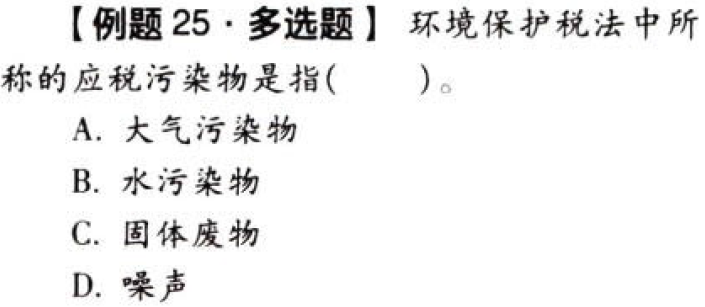 【例题 25·多选题】 环境保护税法中所
称的应税污染物是指(  )。
A. 大气污染物
B. 水污染物
C. 固体废物
D. 噪声